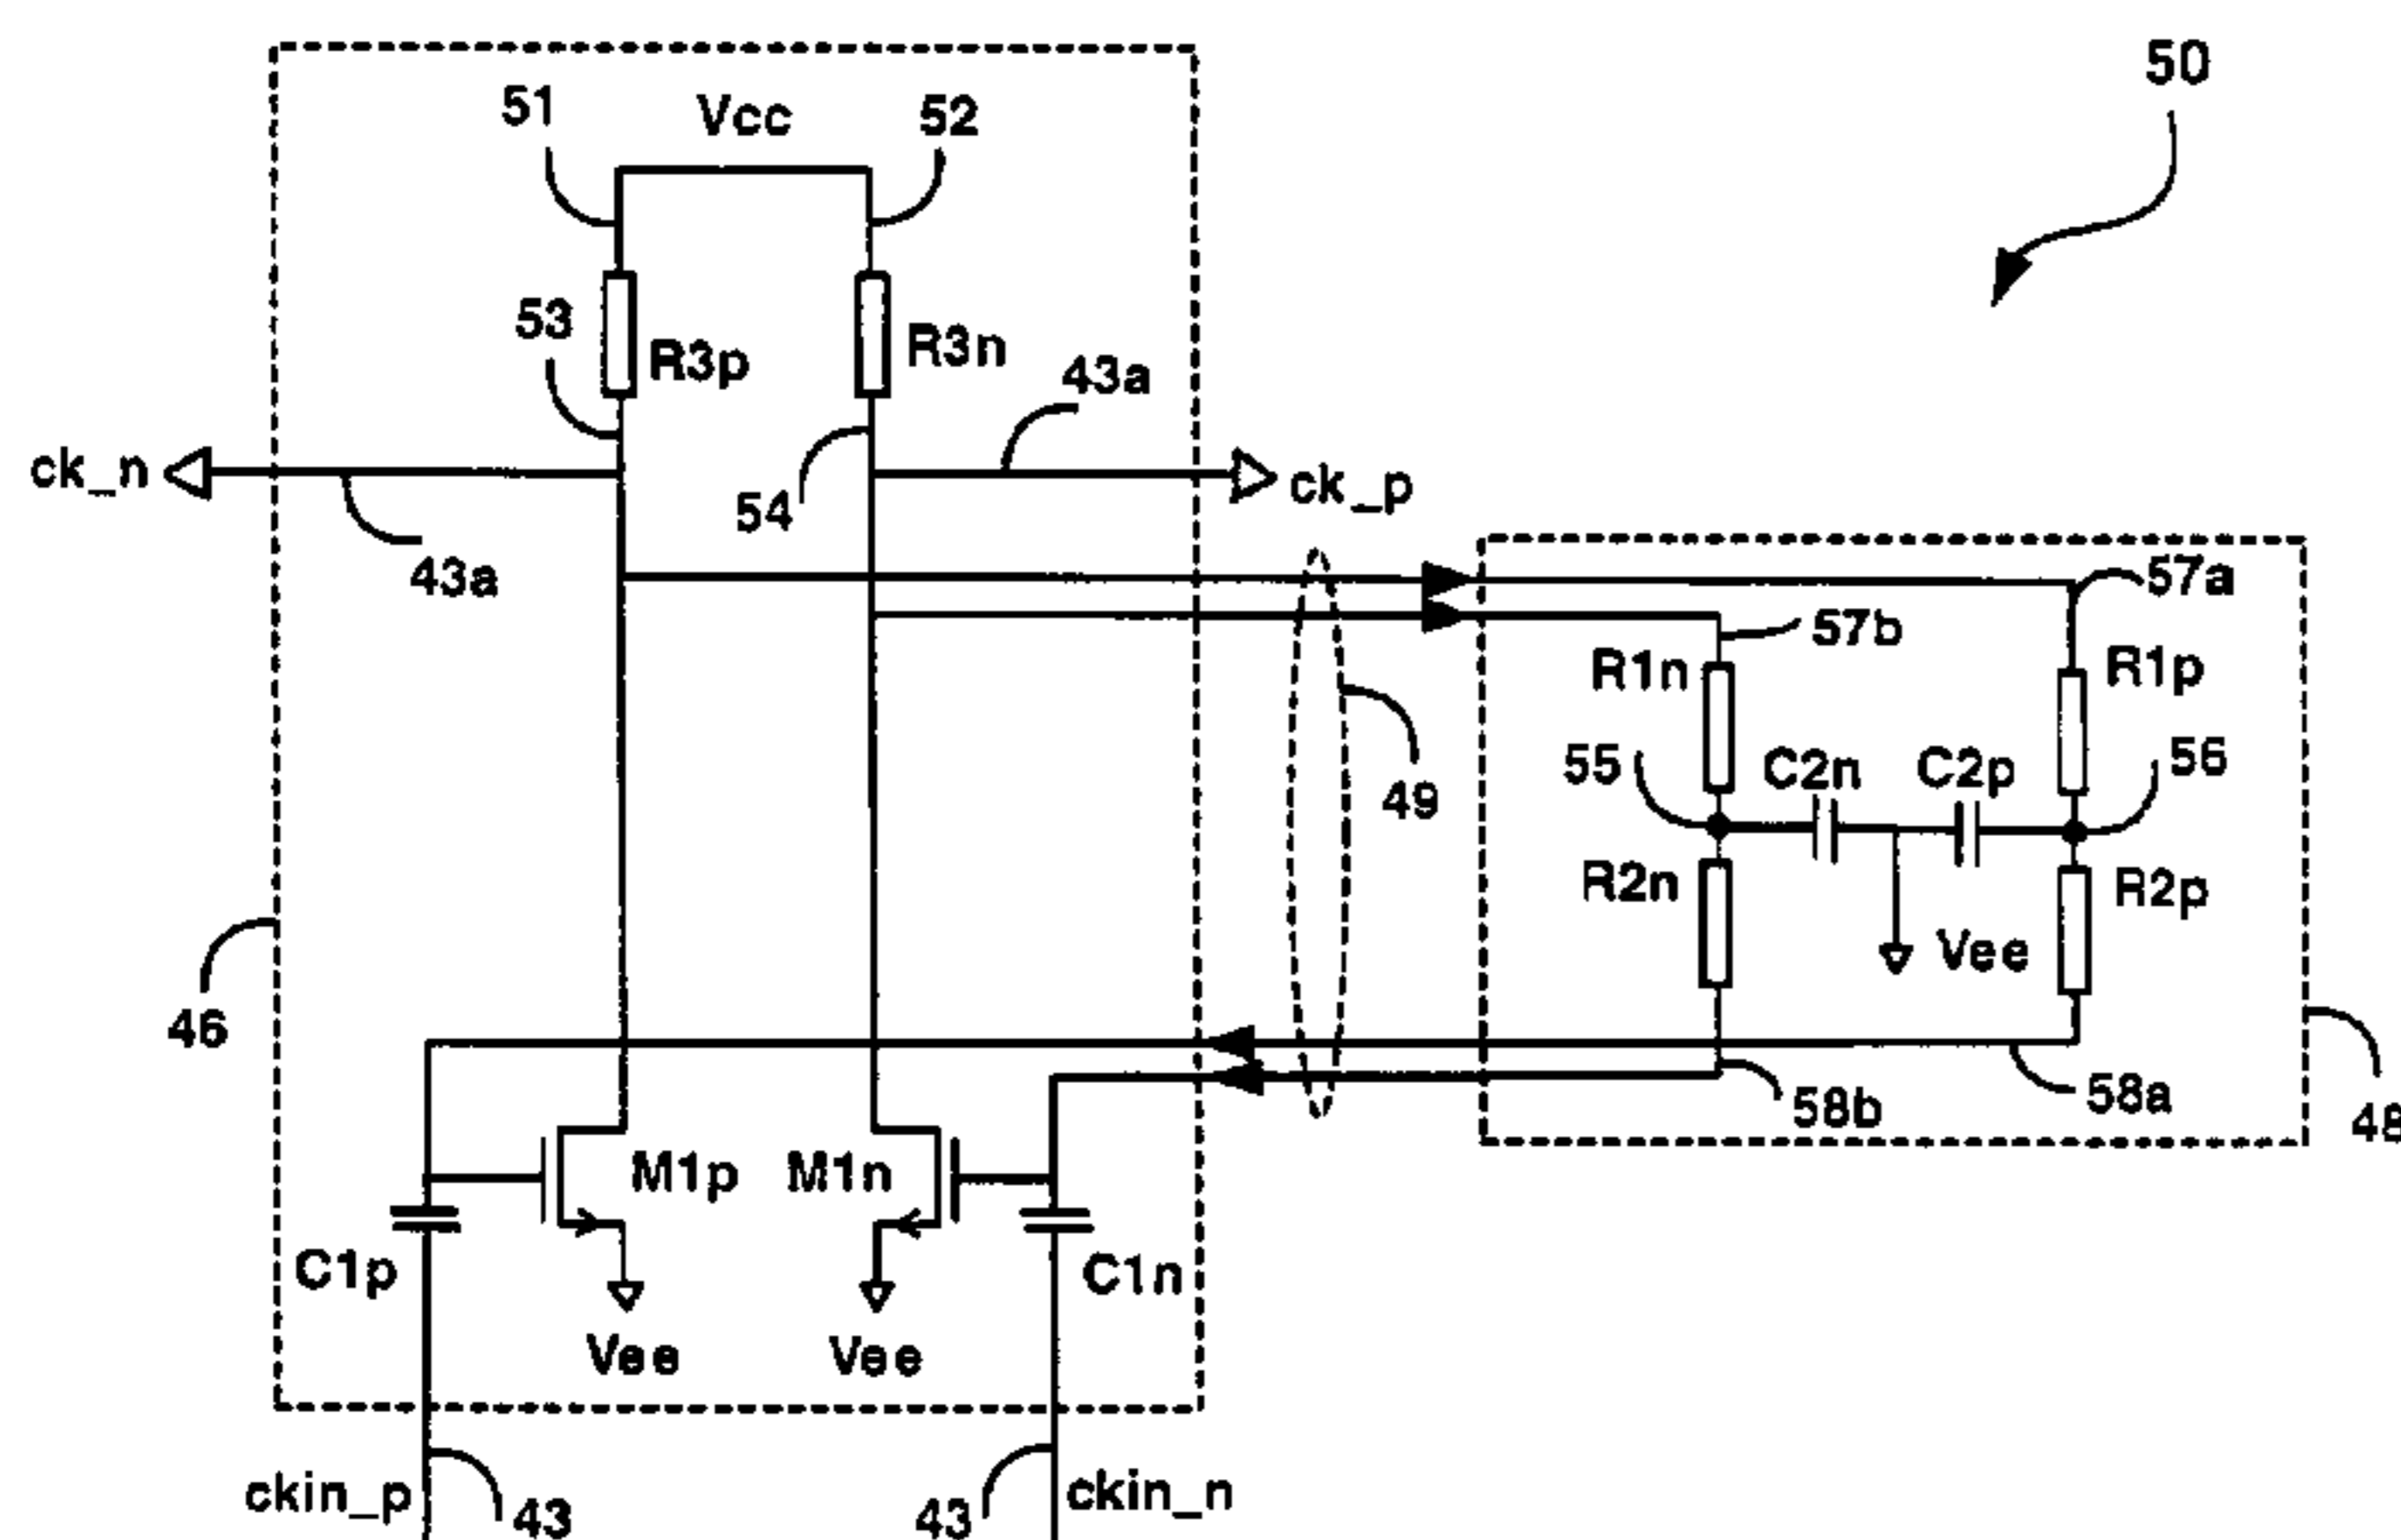 50
51
Vcc
52
53
R3p
R3n
43a
ck_n
ck_p
54
43a
57a
57b
R1n
R1p
55
C2n
C2p
56
49
R2n
R2p
Vee
46
58a
58b
48
M1p
M1n
C1p
C1n
Vee
Vee
ckin_p
43
43
ckin_n